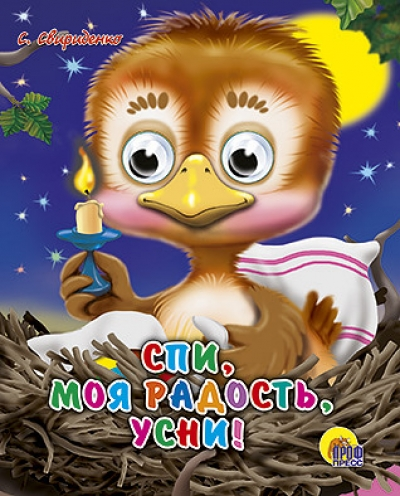 С. Свириденко
СПИ,
МОЯ РАДОСТЬ,
УСНИ!
ПРОФ
ПРЕСС